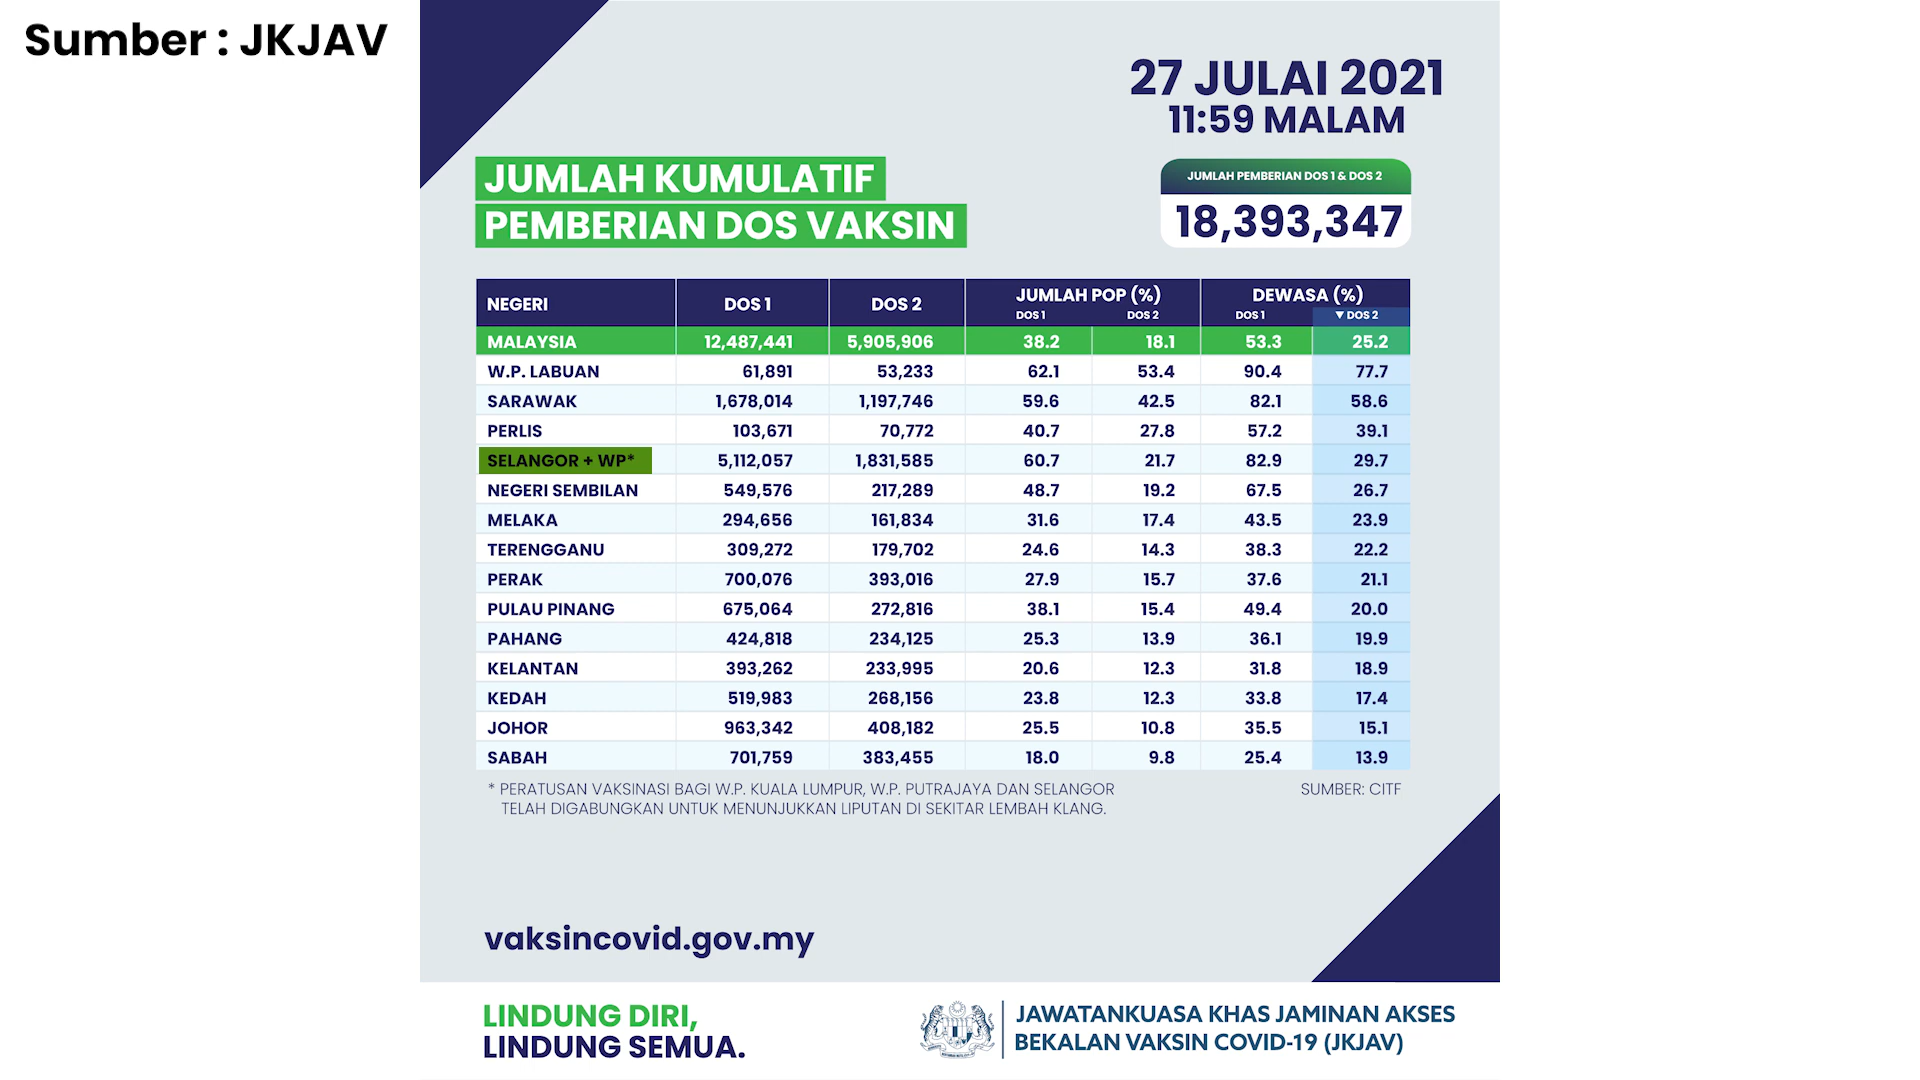 Sumber : JKJAV
27 JULAI 2021
11:59 MALAM
JUMLAH KUMULATIF
PEMBERIAN DOS VAKSIN
JUMLAH PEMBERIAN DOS 1 & DOS 2
18,393,347
NEGERI DOS 1 DOS 2 JUMLAH POP (%) DEWASA (%)
DOS 1 DOS 2 DOS 1 ▼ DOS 2
MALAYSIA 12,487,441 5,905,906 38.2 18.1 53.3 25.2
W.P. LABUAN 61,891 53,233 62.1 53.4 90.4 77.7
SARAWAK 1,678,014 1,197,746 59.6 42.5 82.1 58.6
PERLIS 103,671 70,772 40.7 27.8 57.2 39.1
SELANGOR + WP* 5,112,057 1,831,585 60.7 21.7 82.9 29.7
NEGERI SEMBILAN 549,576 217,289 48.7 19.2 67.5 26.7
MELAKA 294,656 161,834 31.6 17.4 43.5 23.9
TERENGGANU 309,272 179,702 24.6 14.3 38.3 22.2
PERAK 700,076 393,016 27.9 15.7 37.6 21.1
PULAU PINANG 675,064 272,816 38.1 15.4 49.4 20.0
PAHANG 424,818 234,125 25.3 13.9 36.1 19.9
KELANTAN 393,262 233,995 20.6 12.3 31.8 18.9
KEDAH 519,983 268,156 23.8 12.3 33.8 17.4
JOHOR 963,342 408,182 25.5 10.8 35.5 15.1
SABAH 701,759 383,455 18.0 9.8 25.4 13.9
* PERATUSAN VAKSINASI BAGI W.P. KUALA LUMPUR, W.P. PUTRAJAYA DAN SELANGOR
TELAH DIGABUNGKAN UNTUK MENUNJUKKAN LIPUTAN DI SEKITAR LEMBAH KLANG.
SUMBER: CITF
vaksincovid.gov.my
LINDUNG DIRI,
LINDUNG SEMUA.
JAWATANKUASA KHAS JAMINAN AKSES
BEKALAN VAKSIN COVID-19 (JKJAV)